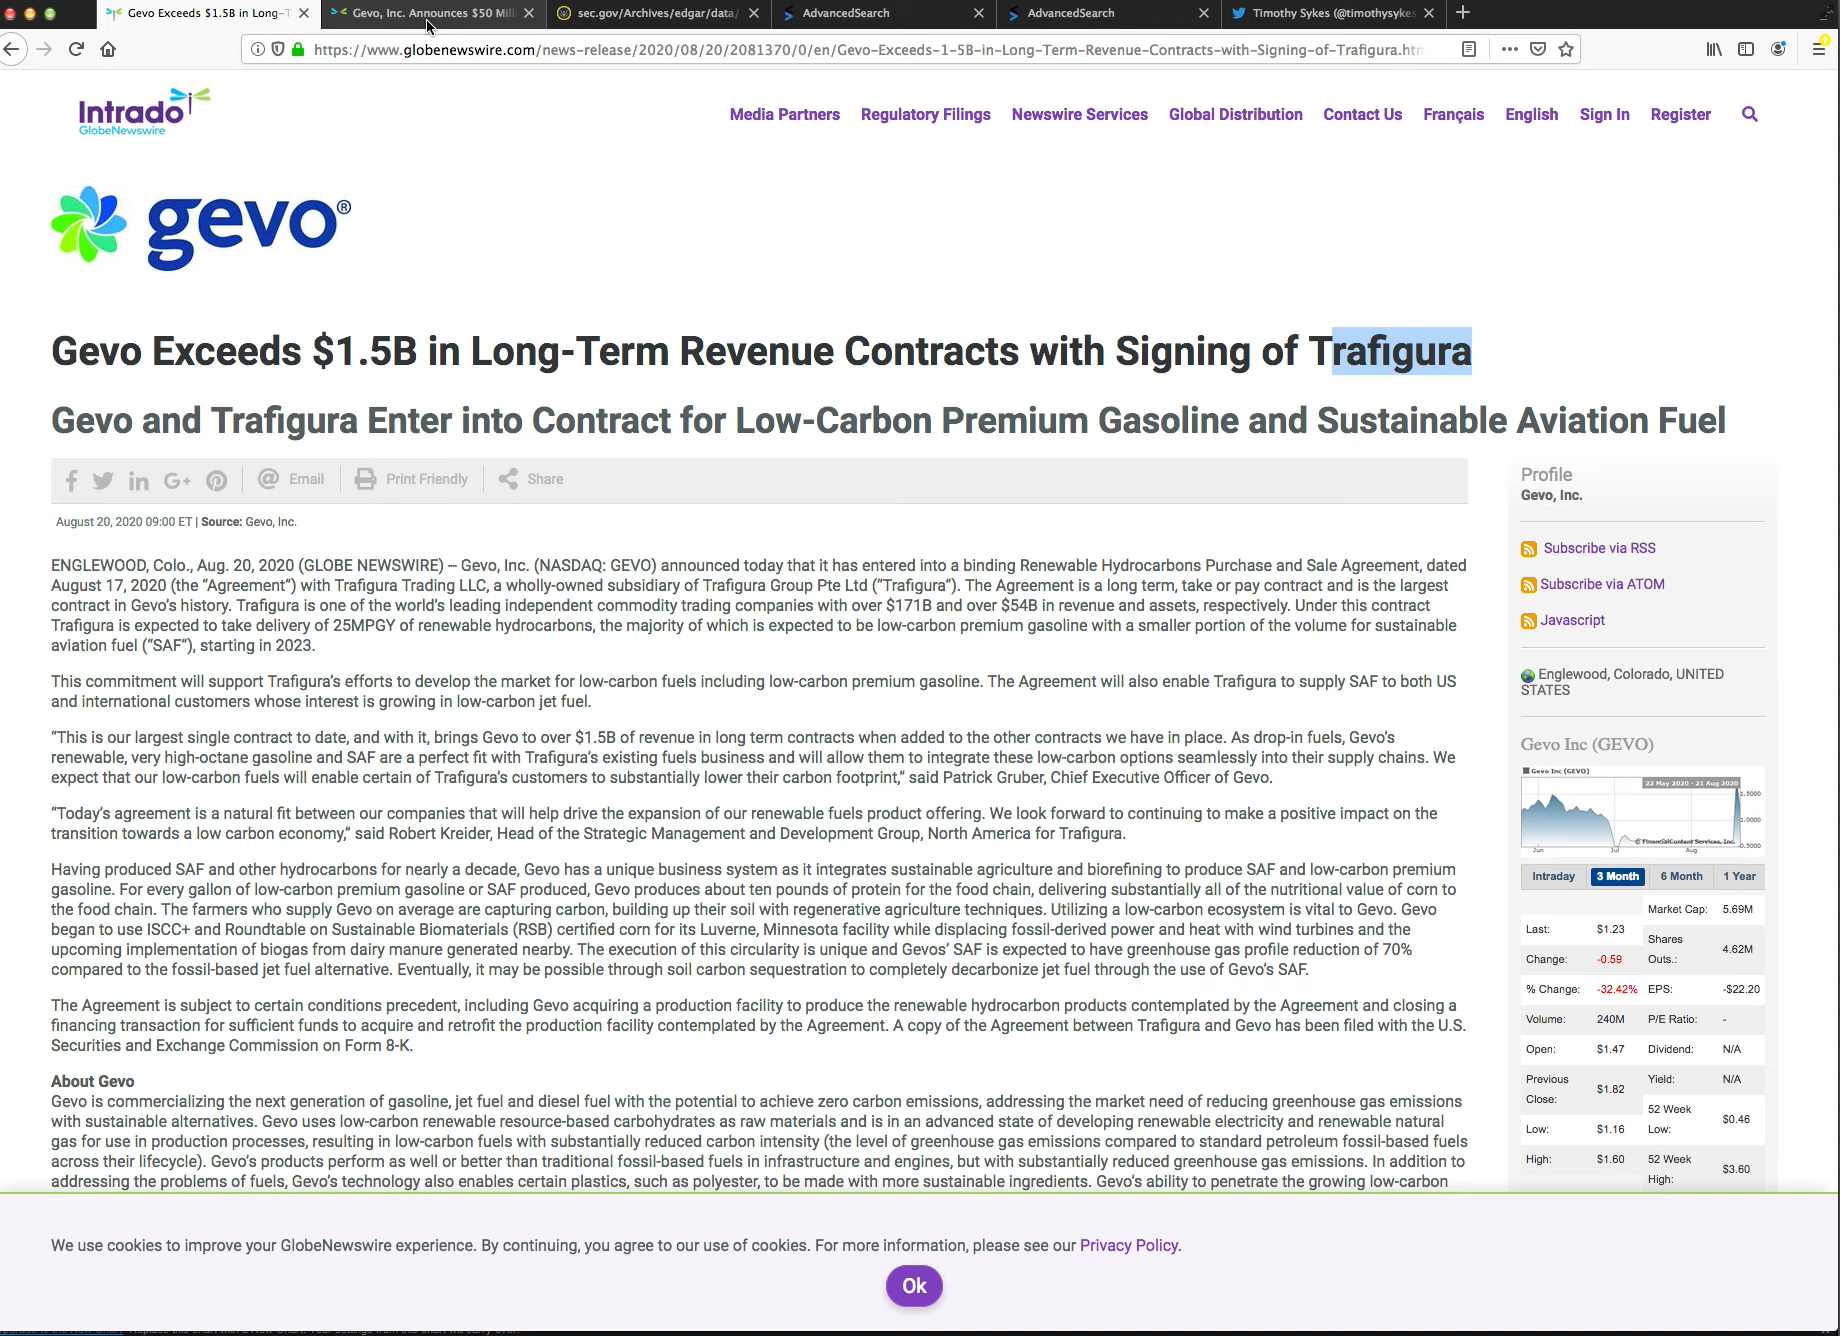 Gevo Exceeds $1.5B in Long-T
Gevo, Inc. Announces $50 Mill
sec.gov/Archives/edgar/data/
AdvancedSearch
AdvancedSearch
Timothy Sykes (@timothysykes
https://www.globenewswire.com/news-release/2020/08/20/2081370/0/en/Gevo-Exceeds-1-5B-in-Long-Term-Revenue-Contracts-with-Signing-of-Trafigura.htm
Intrado
GlobeNewswire
Media Partners Regulatory Filings Newswire Services Global Distribution Contact Us Français English Sign In Register
gevo®
Gevo Exceeds $1.5B in Long-Term Revenue Contracts with Signing of Trafigura
Gevo and Trafigura Enter into Contract for Low-Carbon Premium Gasoline and Sustainable Aviation Fuel
Email Print Friendly Share
August 20, 2020 09:00 ET | Source: Gevo, Inc.
ENGLEWOOD, Colo., Aug. 20, 2020 (GLOBE NEWSWIRE) -- Gevo, Inc. (NASDAQ: GEVO) announced today that it has entered into a binding Renewable Hydrocarbons Purchase and Sale Agreement, dated
August 17, 2020 (the “Agreement”) with Trafigura Trading LLC, a wholly-owned subsidiary of Trafigura Group Pte Ltd (“Trafigura”). The Agreement is a long term, take or pay contract and is the largest
contract in Gevo’s history. Trafigura is one of the world’s leading independent commodity trading companies with over $171B and over $54B in revenue and assets, respectively. Under this contract
Trafigura is expected to take delivery of 25MPGY of renewable hydrocarbons, the majority of which is expected to be low-carbon premium gasoline with a smaller portion of the volume for sustainable
aviation fuel (“SAF”), starting in 2023.
This commitment will support Trafigura’s efforts to develop the market for low-carbon fuels including low-carbon premium gasoline. The Agreement will also enable Trafigura to supply SAF to both US
and international customers whose interest is growing in low-carbon jet fuel.
“This is our largest single contract to date, and with it, brings Gevo to over $1.5B of revenue in long term contracts when added to the other contracts we have in place. As drop-in fuels, Gevo’s
renewable, very high-octane gasoline and SAF are a perfect fit with Trafigura’s existing fuels business and will allow them to integrate these low-carbon options seamlessly into their supply chains. We
expect that our low-carbon fuels will enable certain of Trafigura’s customers to substantially lower their carbon footprint,” said Patrick Gruber, Chief Executive Officer of Gevo.
“Today’s agreement is a natural fit between our companies that will help drive the expansion of our renewable fuels product offering. We look forward to continuing to make a positive impact on the
transition towards a low carbon economy,” said Robert Kreider, Head of the Strategic Management and Development Group, North America for Trafigura.
Having produced SAF and other hydrocarbons for nearly a decade, Gevo has a unique business system as it integrates sustainable agriculture and biorefining to produce SAF and low-carbon premium
gasoline. For every gallon of low-carbon premium gasoline or SAF produced, Gevo produces about ten pounds of protein for the food chain, delivering substantially all of the nutritional value of corn to
the food chain. The farmers who supply Gevo on average are capturing carbon, building up their soil with regenerative agriculture techniques. Utilizing a low-carbon ecosystem is vital to Gevo. Gevo
began to use ISCC+ and Roundtable on Sustainable Biomaterials (RSB) certified corn for its Luverne, Minnesota facility while displacing fossil-derived power and heat with wind turbines and the
upcoming implementation of biogas from dairy manure generated nearby. The execution of this circularity is unique and Gevos’ SAF is expected to have greenhouse gas profile reduction of 70%
compared to the fossil-based jet fuel alternative. Eventually, it may be possible through soil carbon sequestration to completely decarbonize jet fuel through the use of Gevo’s SAF.
The Agreement is subject to certain conditions precedent, including Gevo acquiring a production facility to produce the renewable hydrocarbon products contemplated by the Agreement and closing a
financing transaction for sufficient funds to acquire and retrofit the production facility contemplated by the Agreement. A copy of the Agreement between Trafigura and Gevo has been filed with the U.S.
Securities and Exchange Commission on Form 8-K.
About Gevo
Gevo is commercializing the next generation of gasoline, jet fuel and diesel fuel with the potential to achieve zero carbon emissions, addressing the market need of reducing greenhouse gas emissions
with sustainable alternatives. Gevo uses low-carbon renewable resource-based carbohydrates as raw materials and is in an advanced state of developing renewable electricity and renewable natural
gas for use in production processes, resulting in low-carbon fuels with substantially reduced carbon intensity (the level of greenhouse gas emissions compared to standard petroleum fossil-based fuels
across their lifecycle). Gevo’s products perform as well or better than traditional fossil-based fuels in infrastructure and engines, but with substantially reduced greenhouse gas emissions. In addition to
addressing the problems of fuels, Gevo’s technology also enables certain plastics, such as polyester, to be made with more sustainable ingredients. Gevo’s ability to penetrate the growing low-carbon
Profile
Gevo, Inc.
Subscribe via RSS
Subscribe via ATOM
Javascript
Englewood, Colorado, UNITED
STATES
Gevo Inc (GEVO)
Gevo Inc (GEVO)
22 May 2020 - 21 Aug 2020
1.5000
1.0000
0.5000
© FinancialContent Services, Inc.
Jun Jul Aug
Intraday 3 Month 6 Month 1 Year
Last: $1.23
Change: -0.59
% Change: -32.42%
Volume: 240M
Open: $1.47
Previous
Close: $1.82
Low: $1.16
High: $1.60
Market Cap: 5.69M
Shares
Outs.: 4.62M
EPS: -$22.20
P/E Ratio: -
Dividend: N/A
Yield: N/A
52 Week
Low: $0.46
52 Week
High: $3.60
We use cookies to improve your GlobeNewswire experience. By continuing, you agree to our use of cookies. For more information, please see our Privacy Policy.
Ok